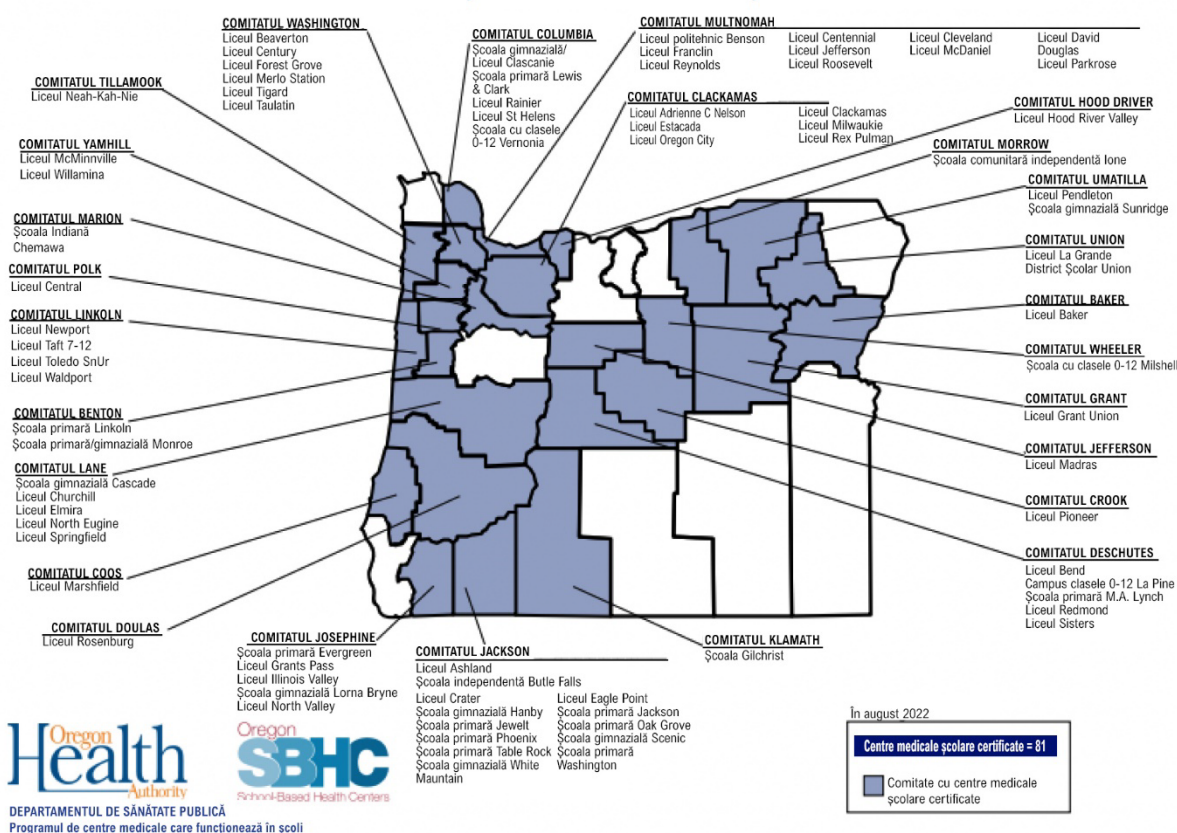 COMITATUL WASHINGTON
Liceul Beaverton
Liceul Century
Liceul Forest Grove
Liceul Merlo Station
Liceul Tigard
Liceul Taulatin
COMITATUL COLUMBIA
Școala gimnazială/
Liceul Clascanie
Școala primară Lewis
& Clark
Liceul Rainier
Liceul St Helens
Școala cu clasele
0-12 Vernonia
COMITATUL MULTNOMAH
Liceul politehnic Benson
Liceul Franclin
Liceul Reynolds
Liceul Centennial
Liceul Jefferson
Liceul Roosevelt
Liceul Cleveland
Liceul McDaniel
Liceul David
Douglas
Liceul Parkrose
COMITATUL CLACKAMAS
Liceul Adrienne C Nelson
Liceul Estacada
Liceul Oregon City
Liceul Clackamas
Liceul Milwaukie
Liceul Rex Pulman
COMITATUL HOOD DRIVER
Liceul Hood River Valley
COMITATUL MORROW
Școala comunitară independentă Ione
COMITATUL UMATILLA
Liceul Pendleton
Școala gimnazială Sunridge
COMITATUL UNION
Liceul La Grande
District Școlar Union
COMITATUL BAKER
Liceul Baker
COMITATUL WHEELER
Școala cu clasele 0-12 Milshell
COMITATUL GRANT
Liceul Grant Union
COMITATUL JEFFERSON
Liceul Madras
COMITATUL CROOK
Liceul Pioneer
COMITATUL DESCHUTES
Liceul Bend
Campus clasele 0-12 La Pine
Școala primară M.A. Lynch
Liceul Redmond
Liceul Sisters
COMITATUL TILLAMOOK
Liceul Neah-Kah-Nie
COMITATUL YAMHILL
Liceul McMinnville
Liceul Willamina
COMITATUL MARION
Școala Indiană
Chemawa
COMITATUL POLK
Liceul Central
COMITATUL LINKOLN
Liceul Newport
Liceul Taft 7-12
Liceul Toledo SnUr
Liceul Waldport
COMITATUL BENTON
Școala primară Linkoln
Școala primară/gimnazială Monroe
COMITATUL LANE
Școala gimnazială Cascade
Liceul Churchill
Liceul Elmira
Liceul North Eugine
Liceul Springfield
COMITATUL COOS
Liceul Marshfield
COMITATUL DOULAS
Liceul Rosenburg
COMITATUL JOSEPHINE
Școala primară Evergreen
Liceul Grants Pass
Liceul Illinois Valley
Școala gimnazială Lorna Bryne
Liceul North Valley
COMITATUL JACKSON
Liceul Ashland
Școala independentă Butle Falls
Liceul Crater
Școala gimnazială Hanby
Școala primară Jewelt
Școala primară Phoenix
Școala primară Table Rock
Școala gimnazială White
Mauntain
Liceul Eagle Point
Școala primară Jackson
Școala primară Oak Grove
Școala gimnazială Scenic
Școala primară
Washington
COMITATUL KLAMATH
Școala Gilchrist
În august 2022
Centre medicale școlare certificate = 81
Comitate cu centre medicale
școlare certificate
Oregon
Health
Authority
Oregon
SBHC
School-Based Health Centers
DEPARTAMENTUL DE SĂNĂTATE PUBLICĂ
Programul de centre medicale care funcționează în școli